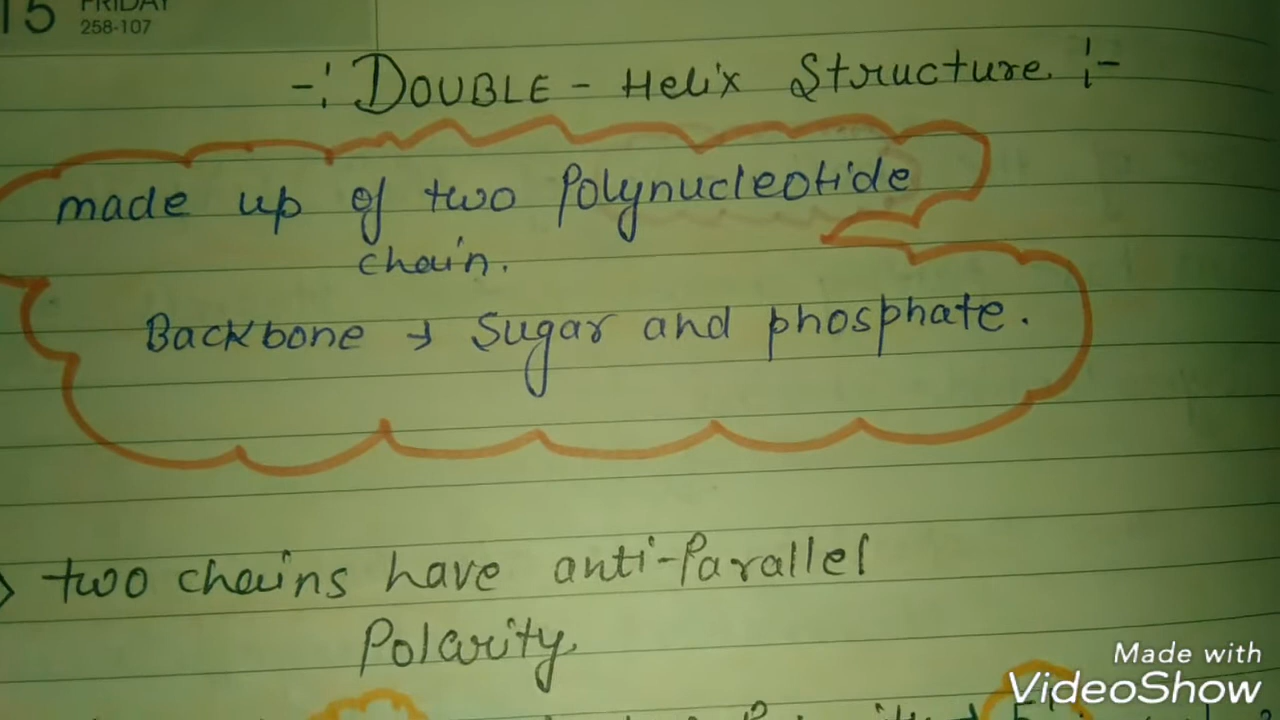 15 FRIDAY
258-107
-: DOUBLE - Helix Structure :-
made up of two Polynucleotide
chain.
Backbone → Sugar and phosphate.
> two chains have anti-Parallel
Polarity.
Made with
VideoShow